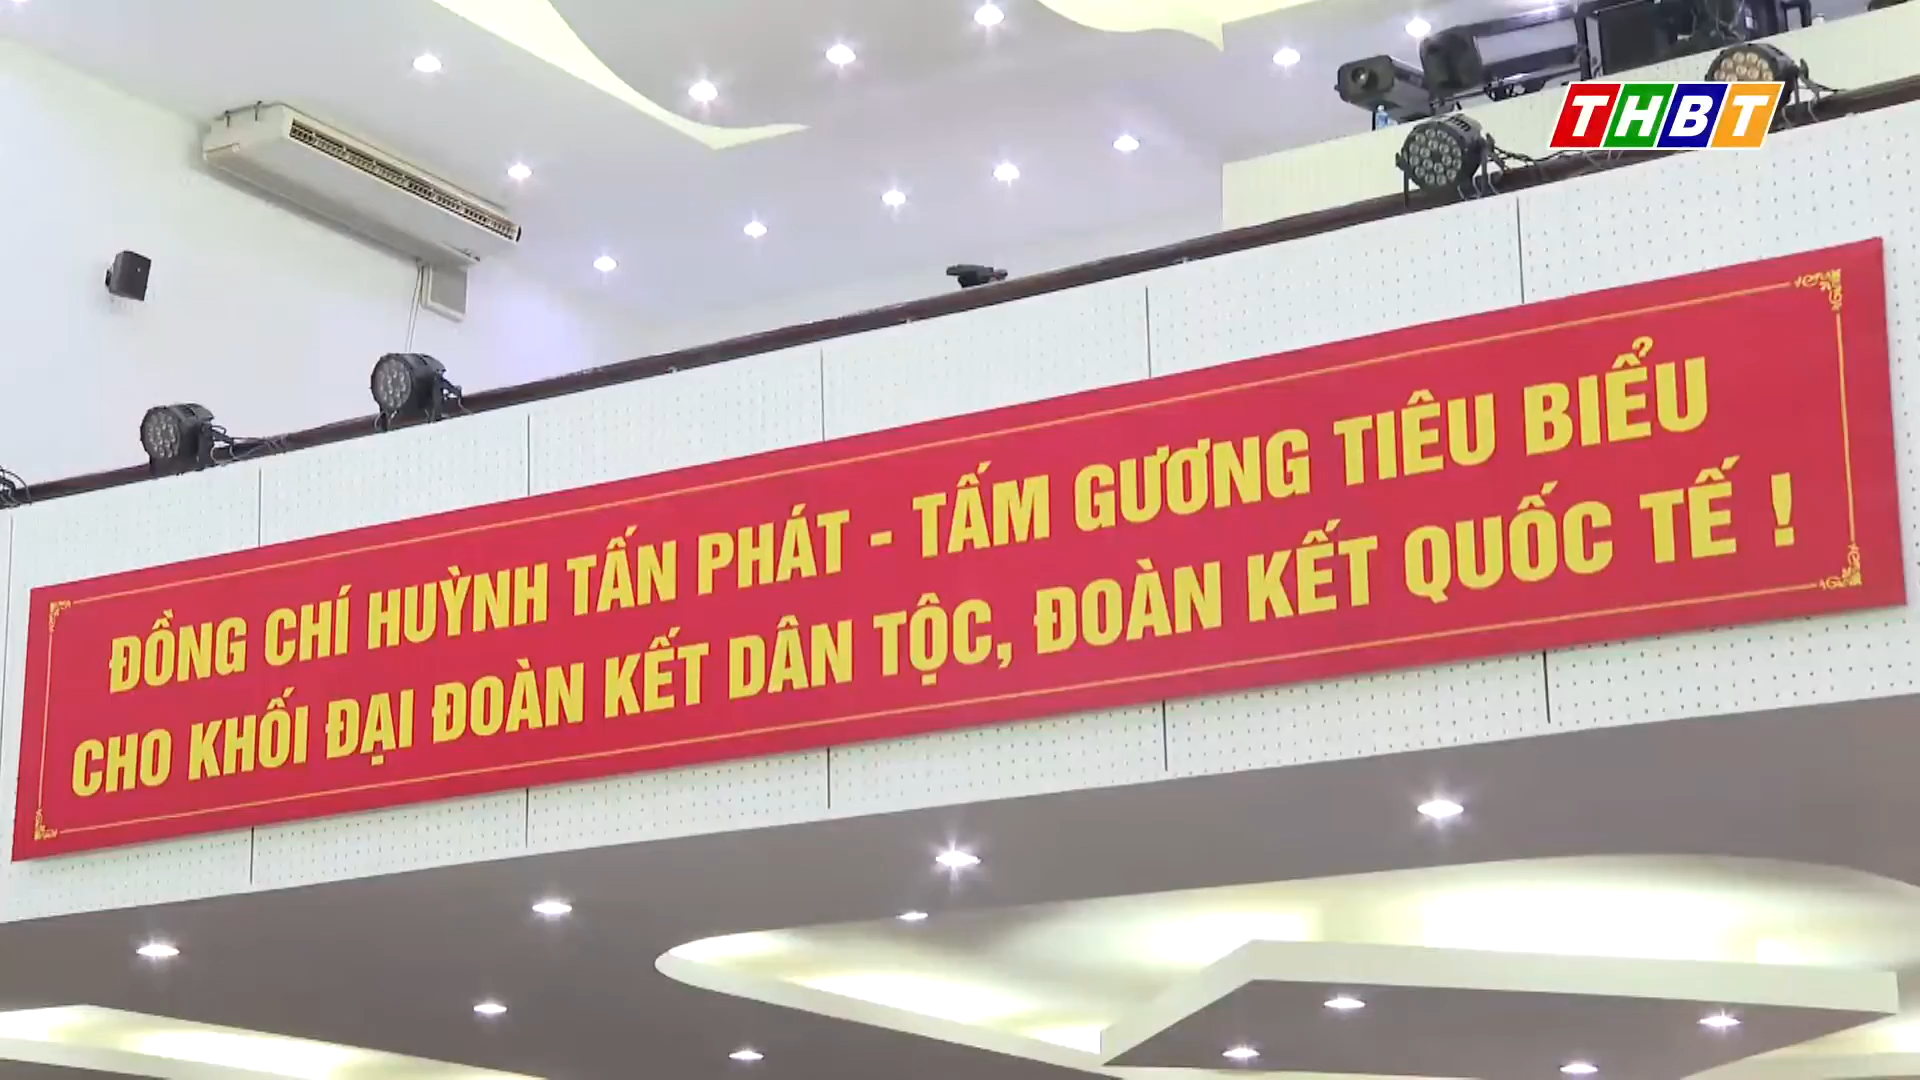 THBT
ĐỒNG CHÍ HUỲNH TẤN PHÁT - TẤM GƯƠNG TIÊU BIỂU
CHO KHỐI ĐẠI ĐOÀN KẾT DÂN TỘC, ĐOÀN KẾT QUỐC TẾ !